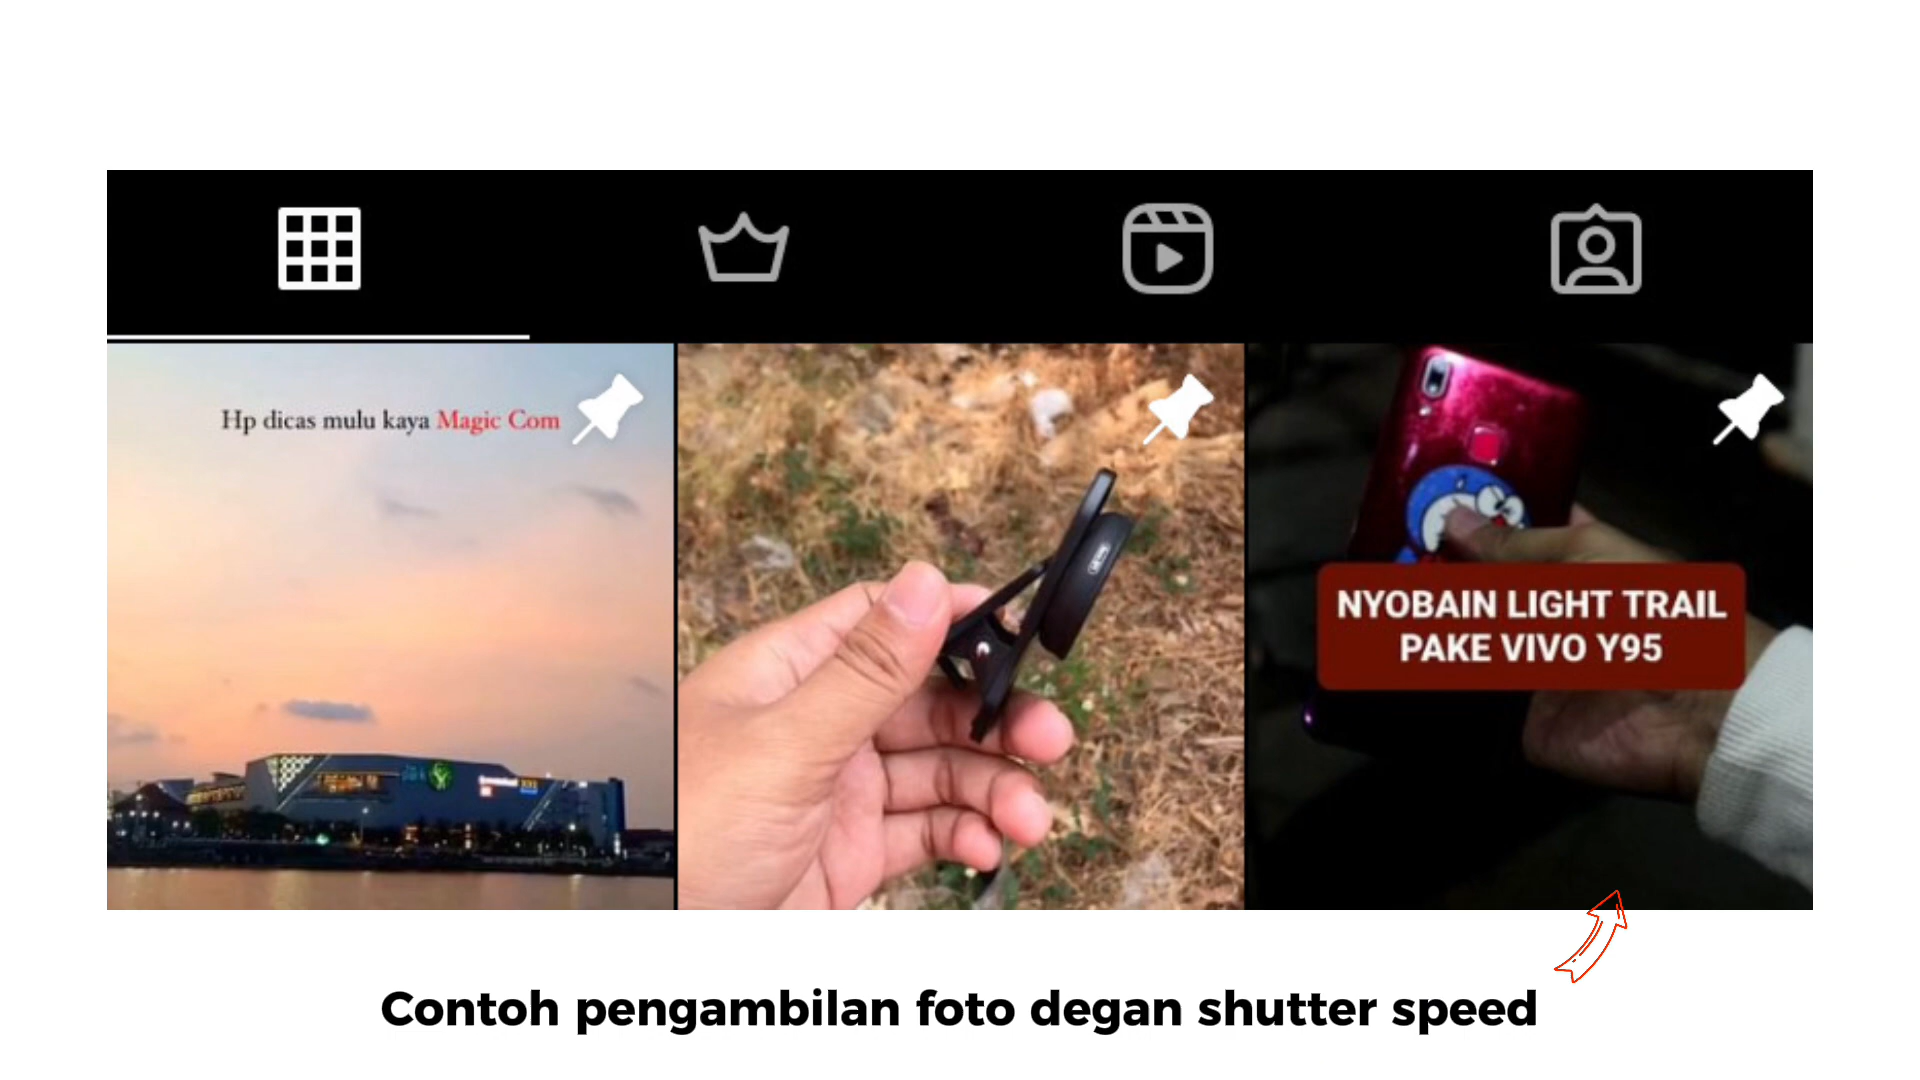 Hp dicas mulu kaya Magic Com
NYOBAIN LIGHT TRAIL
PAKE VIVO Y95
Contoh pengambilan foto degan shutter speed